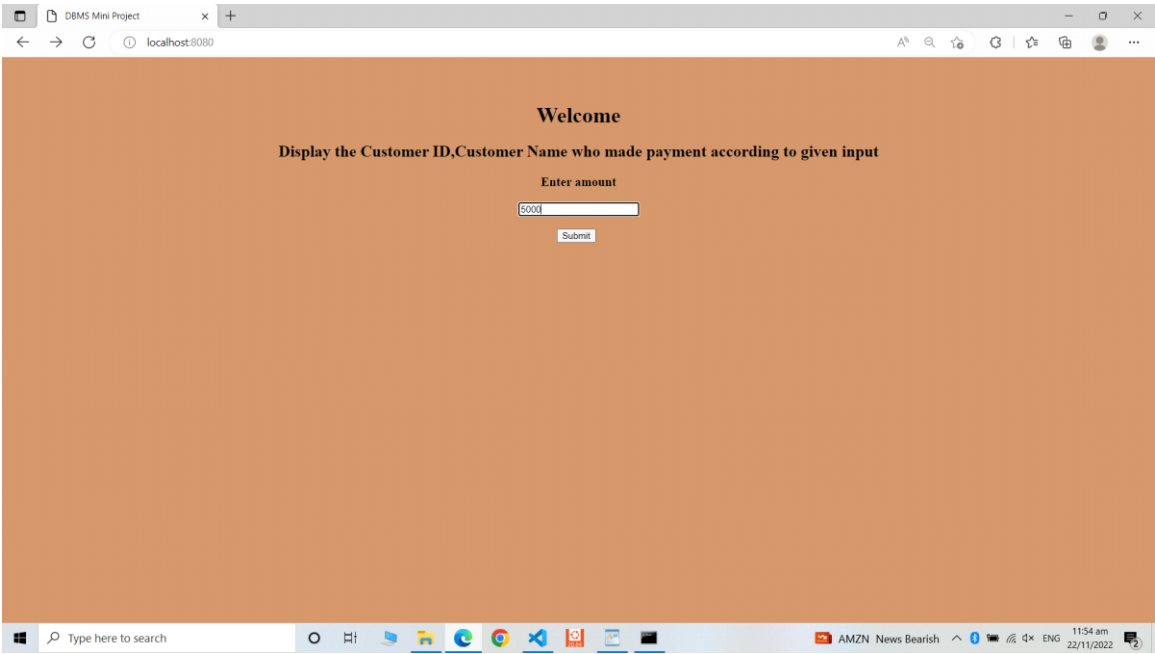 DBMS Mini Project
localhost:8080
Welcome
Display the Customer ID,Customer Name who made payment according to given input
Enter amount
5000
Submit
Type here to search
AMZN News Bearish
ENG
11:54 am
22/11/2022
2